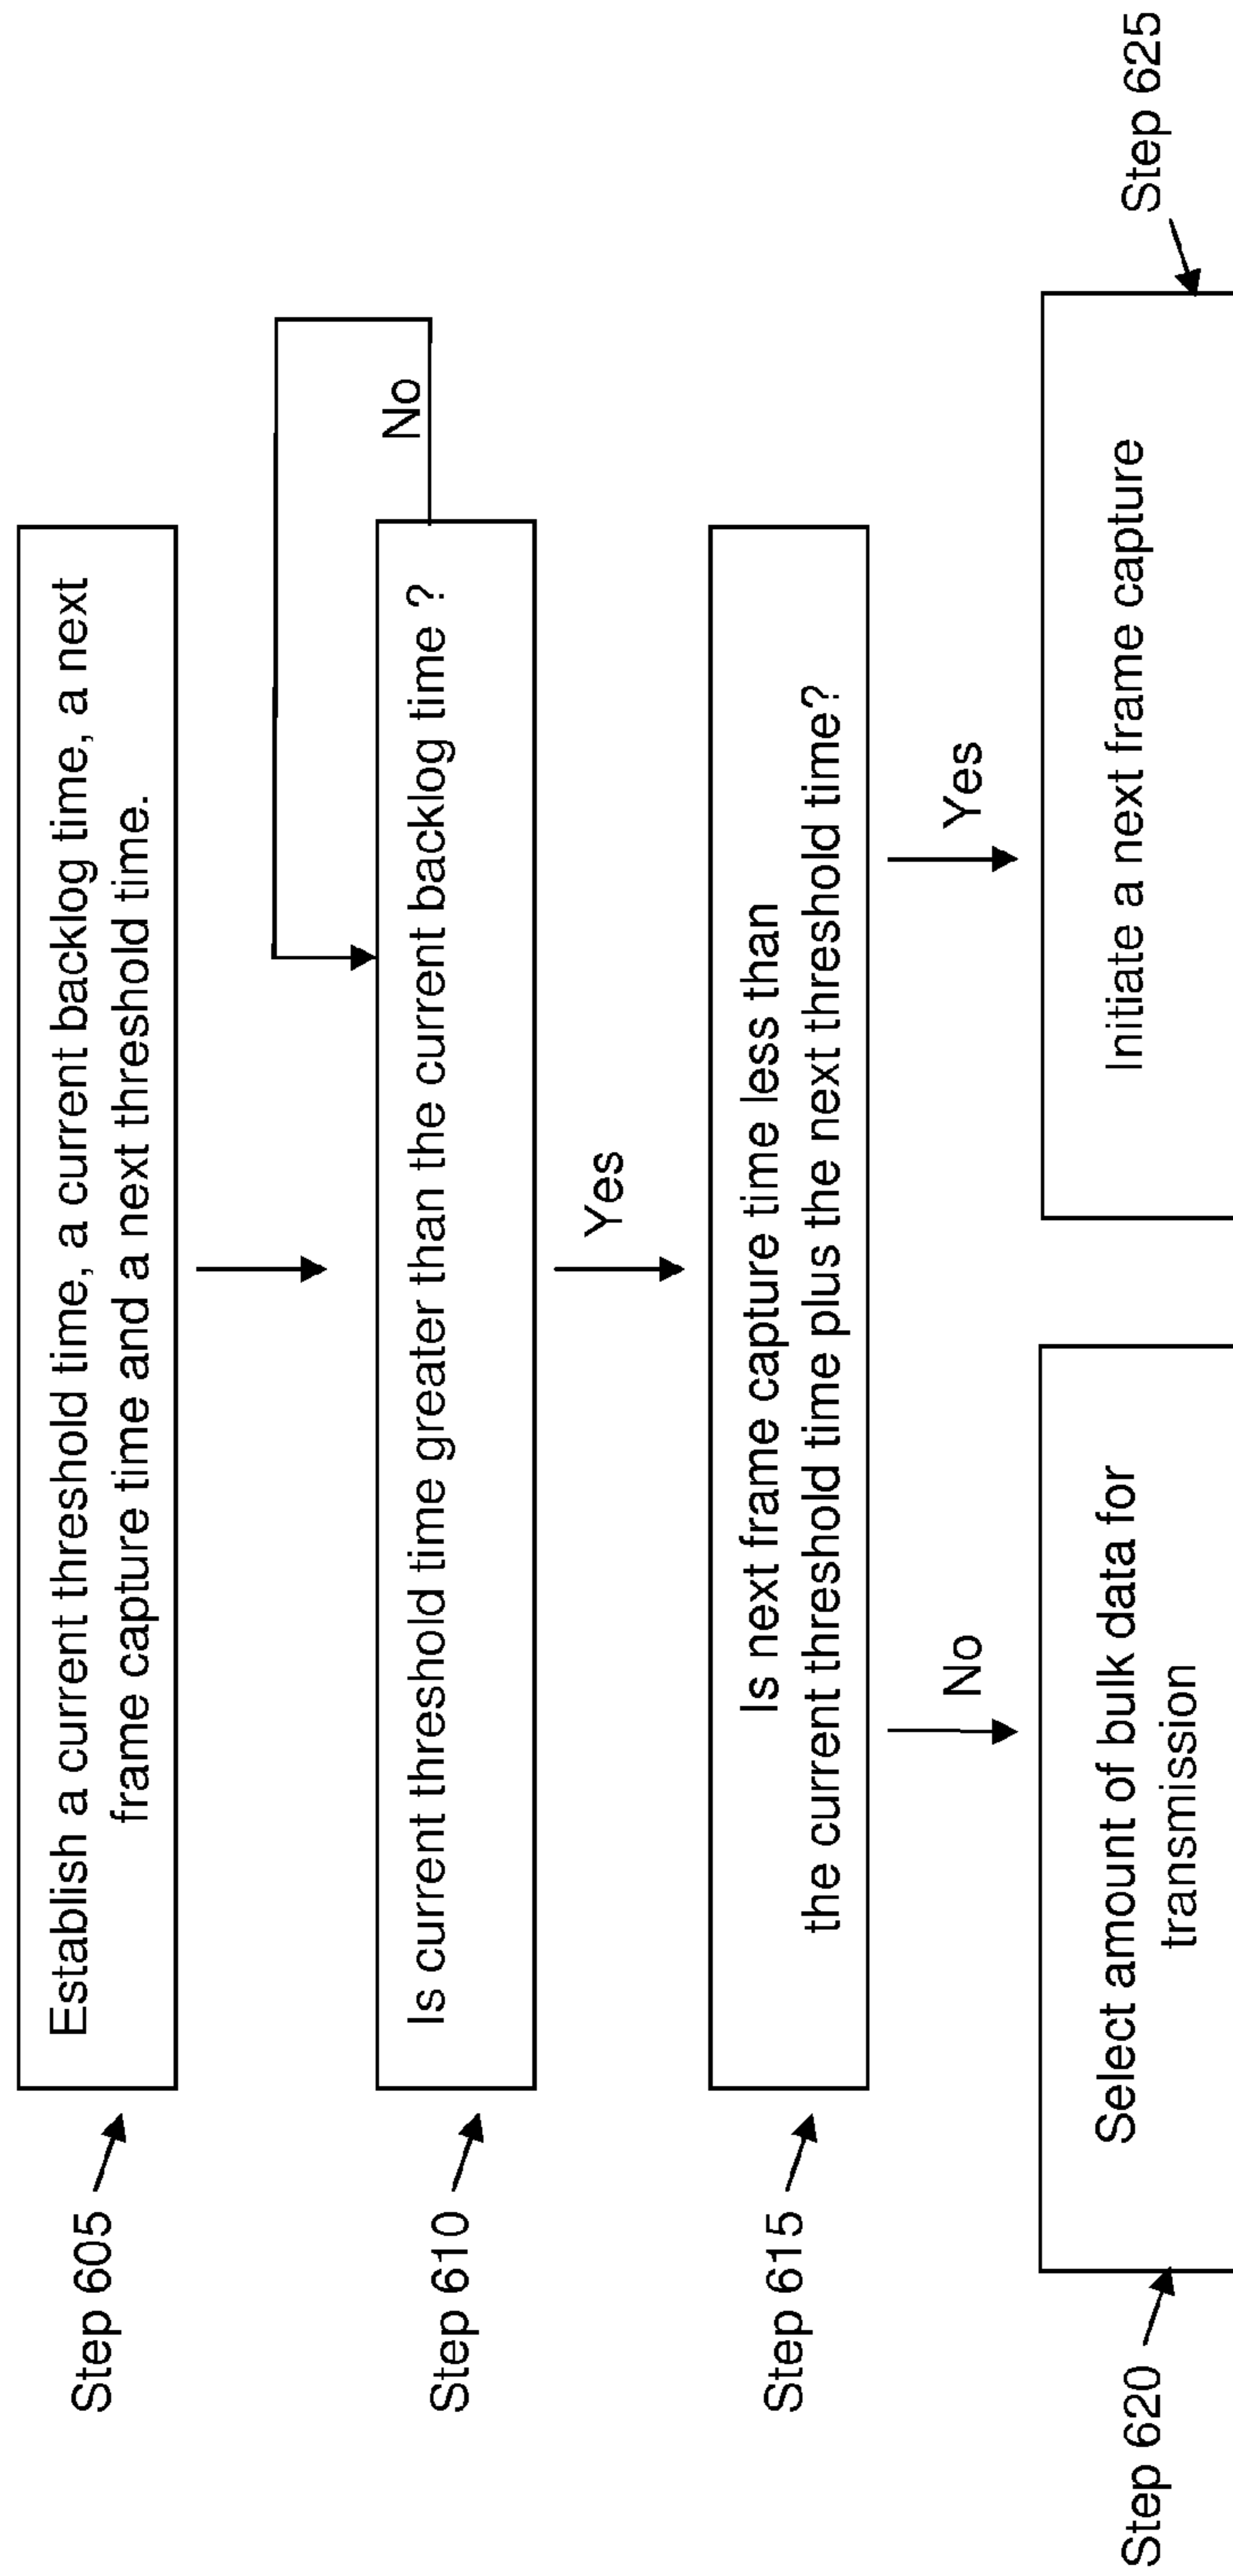 Step 605
Establish a current threshold time, a current backlog time, a next
frame capture time and a next threshold time.
Step 610
Is current threshold time greater than the current backlog time ?
No
Yes
Step 615
Is next frame capture time less than
the current threshold time plus the next threshold time?
No
Yes
Step 620
Select amount of bulk data for
transmission
Initiate a next frame capture
Step 625